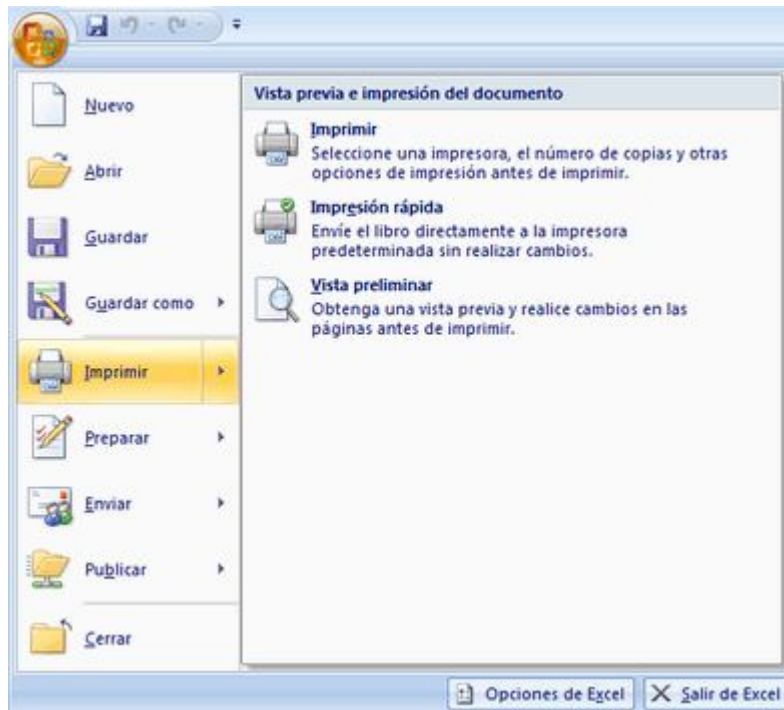 Nuevo
Abrir
Guardar
Guardar como
Imprimir
Preparar
Enviar
Publicar
Cerrar
Vista previa e impresión del documento
Imprimir
Seleccione una impresora, el número de copias y otras
opciones de impresión antes de imprimir.
Impresión rápida
Envíe el libro directamente a la impresora
predeterminada sin realizar cambios.
Vista preliminar
Obtenga una vista previa y realice cambios en las
páginas antes de imprimir.
Opciones de Excel
Salir de Excel